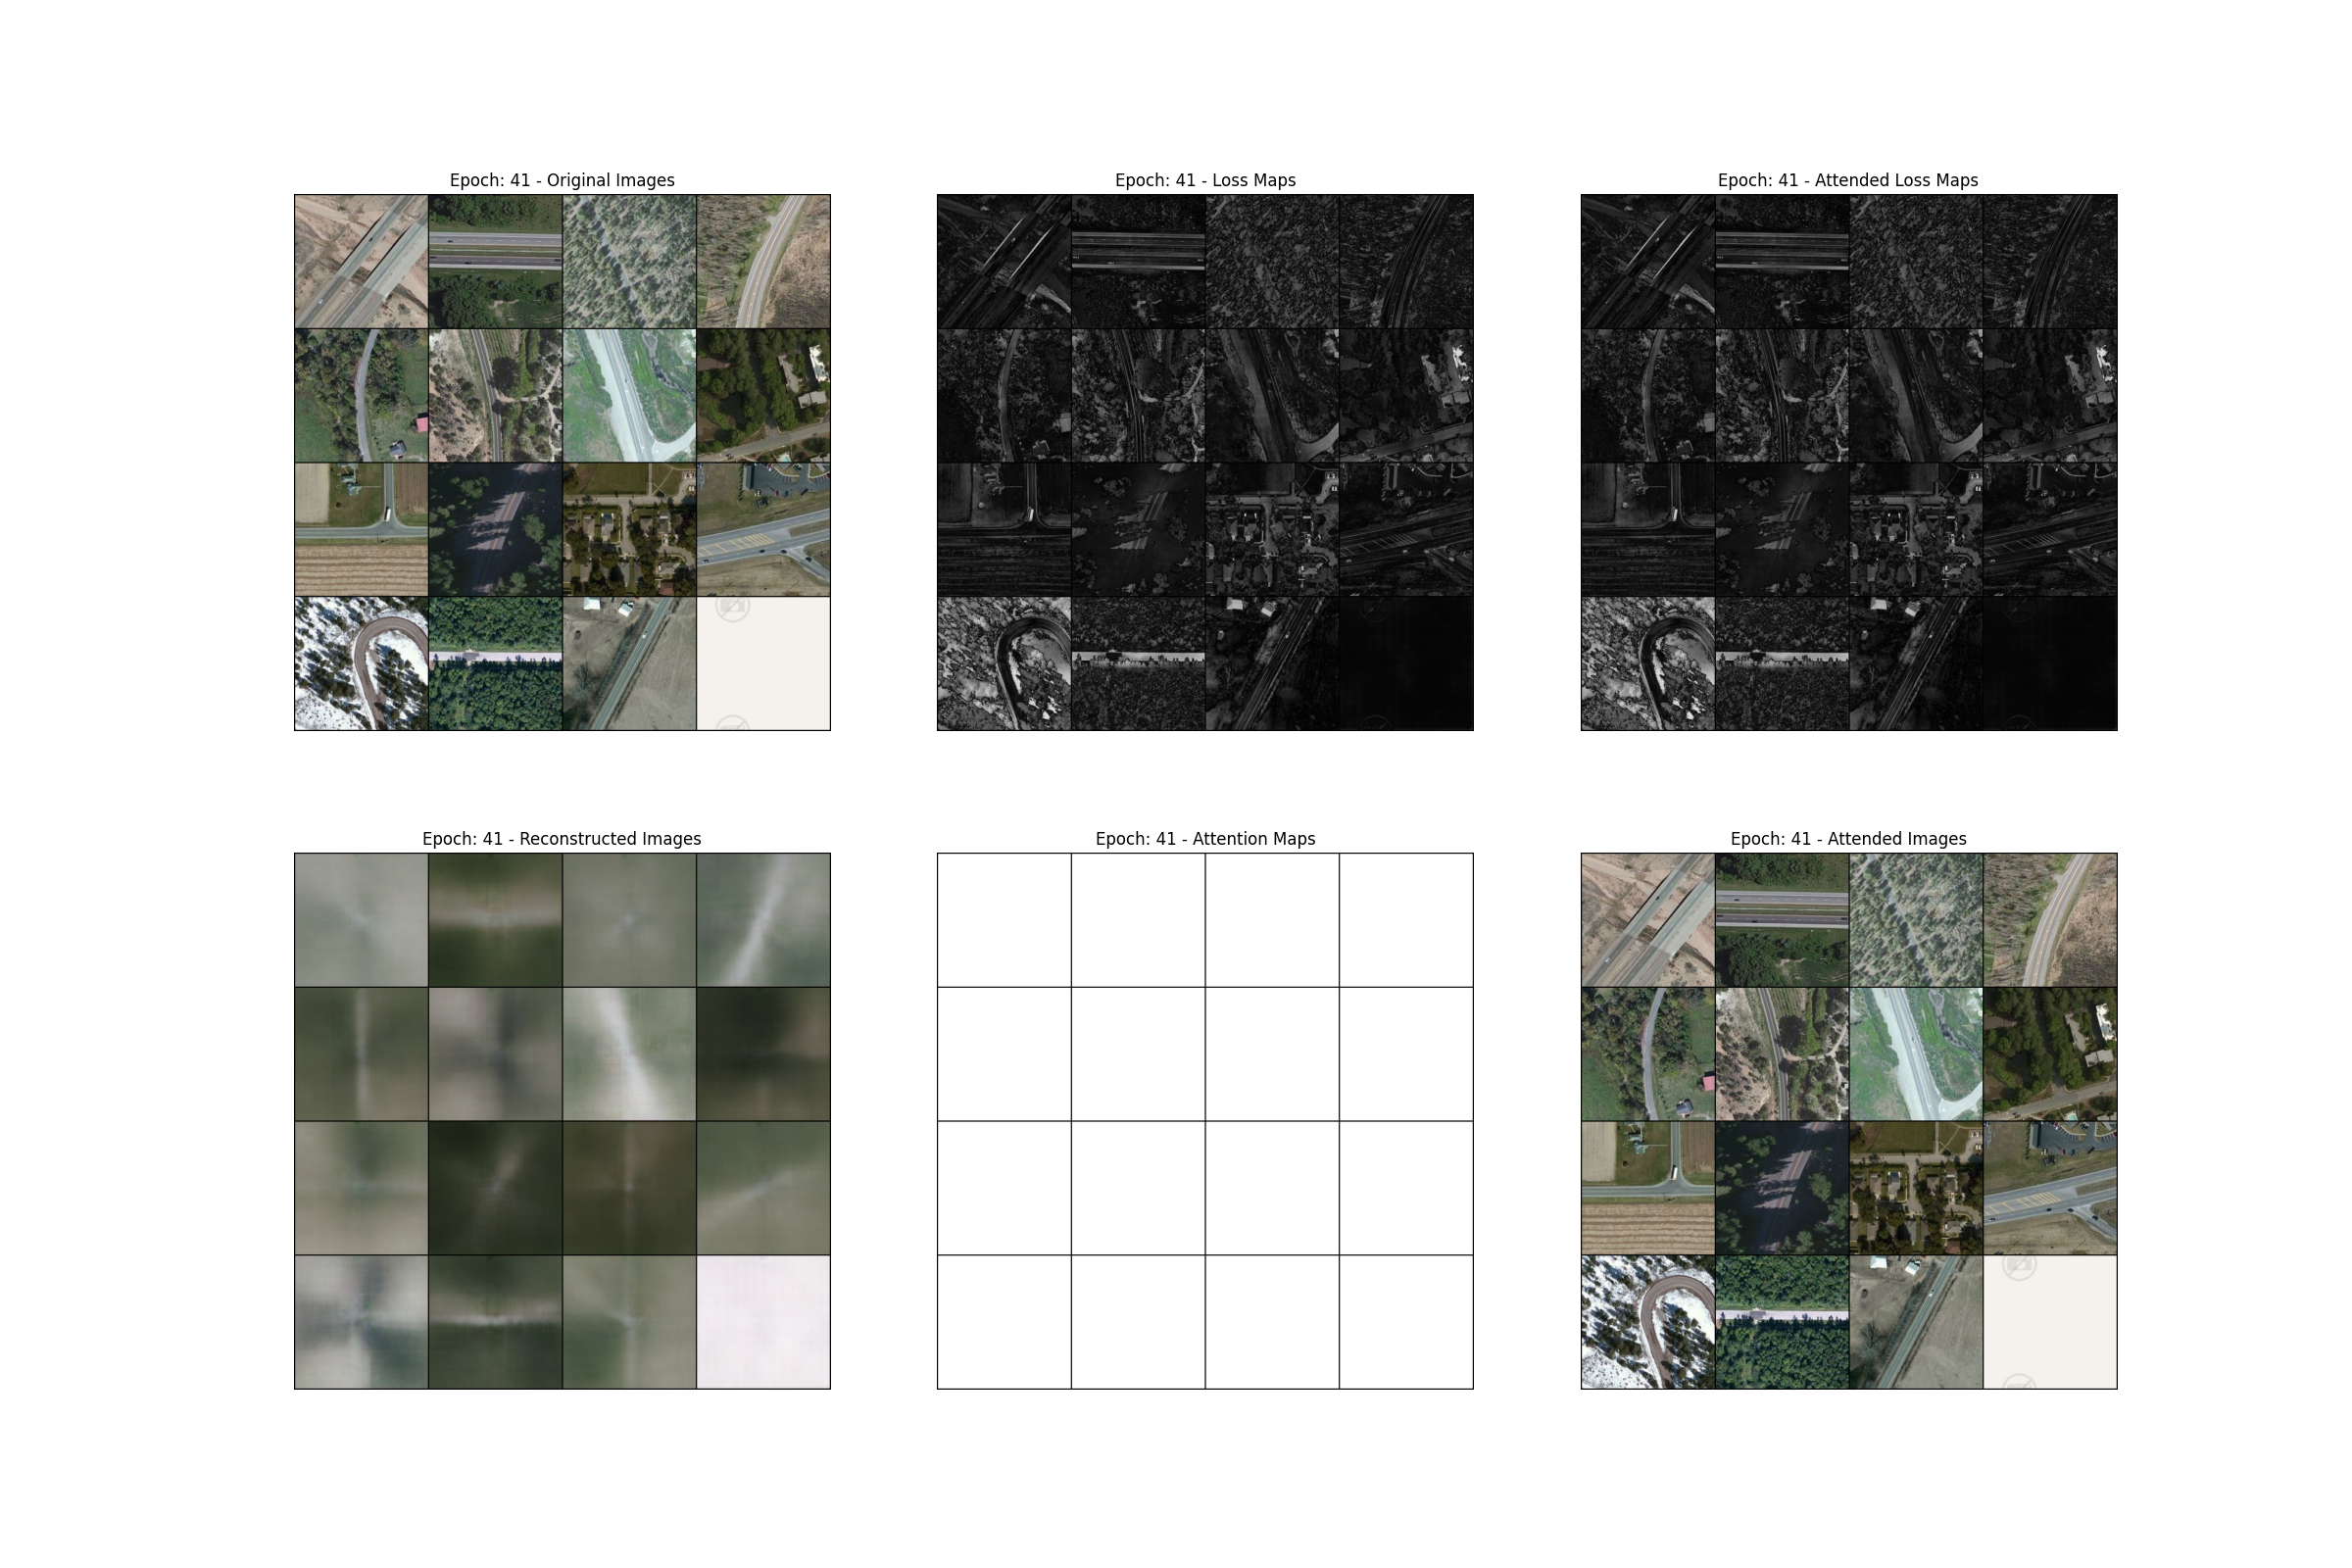 Epoch: 41 - Original Images
Epoch: 41 - Loss Maps
Epoch: 41 - Attended Loss Maps
Epoch: 41 - Reconstructed Images
Epoch: 41 - Attention Maps
Epoch: 41 - Attended Images